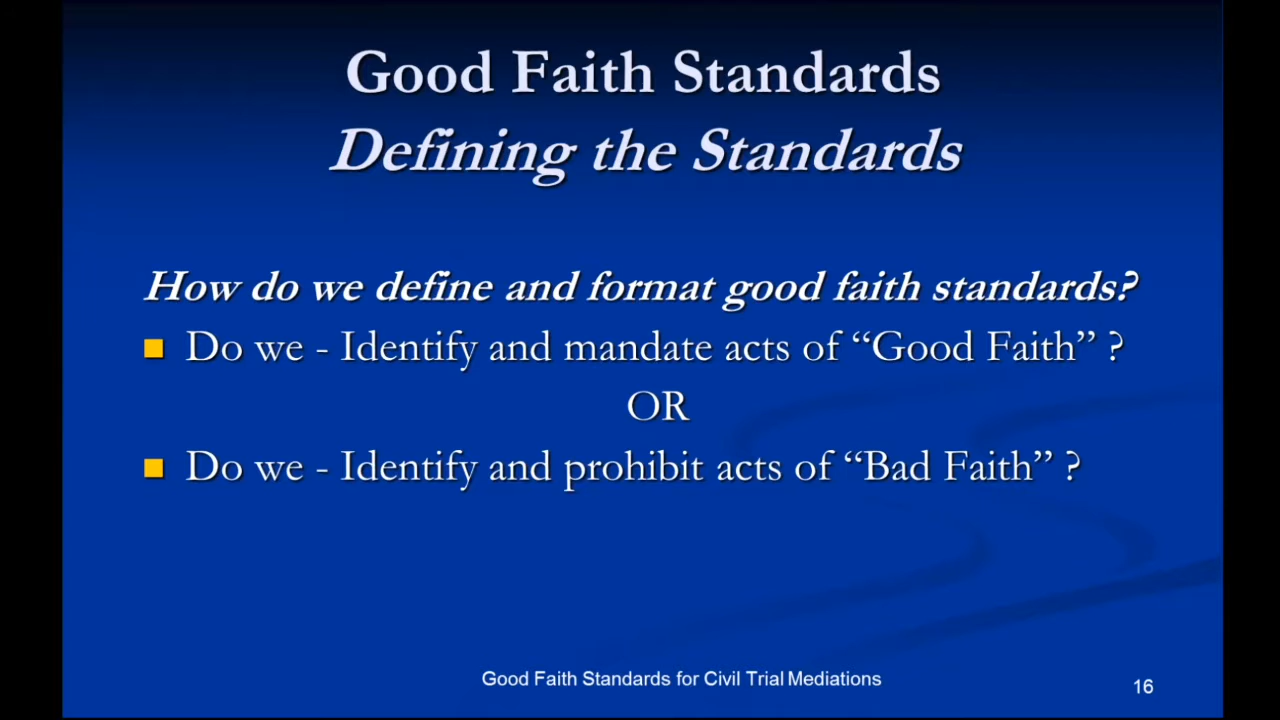 Good Faith Standards
Defining the Standards
How do we define and format good faith standards?
Do we - Identify and mandate acts of “Good Faith” ?
OR
Do we - Identify and prohibit acts of “Bad Faith” ?
Good Faith Standards for Civil Trial Mediations
16